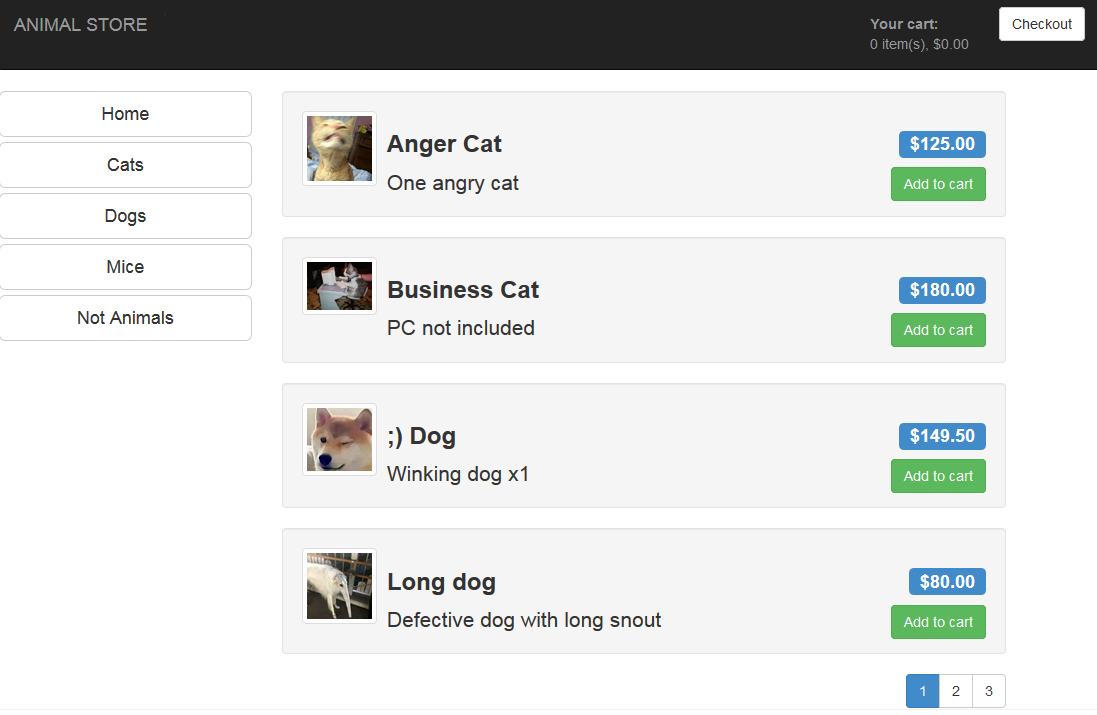 ANIMAL STORE
Your cart:
0 item(s), $0.00
Checkout
Home
Cats
Dogs
Mice
Not Animals
Anger Cat
One angry cat
$125.00
Add to cart
Business Cat
PC not included
$180.00
Add to cart
;) Dog
Winking dog x1
$149.50
Add to cart
Long dog
Defective dog with long snout
$80.00
Add to cart
1 2 3